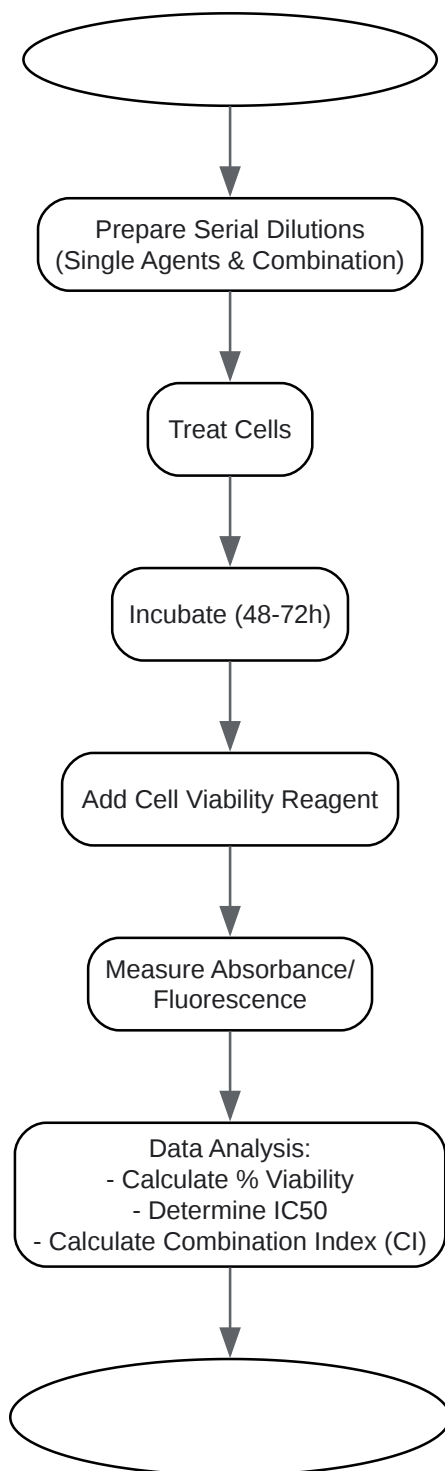 Prepare Serial Dilutions
(Single Agents & Combination)
Treat Cells
Incubate (48-72h)
Add Cell Viability Reagent
Measure Absorbance/
Fluorescence
Data Analysis:
- Calculate % Viability
- Determine IC50
- Calculate Combination Index (CI)